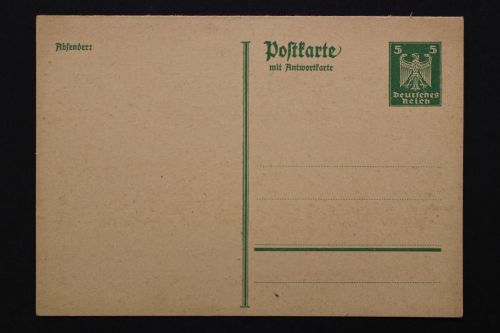 Absender:
Postkarte
mit Antwortkarte
5 5
Deutsches
Reich